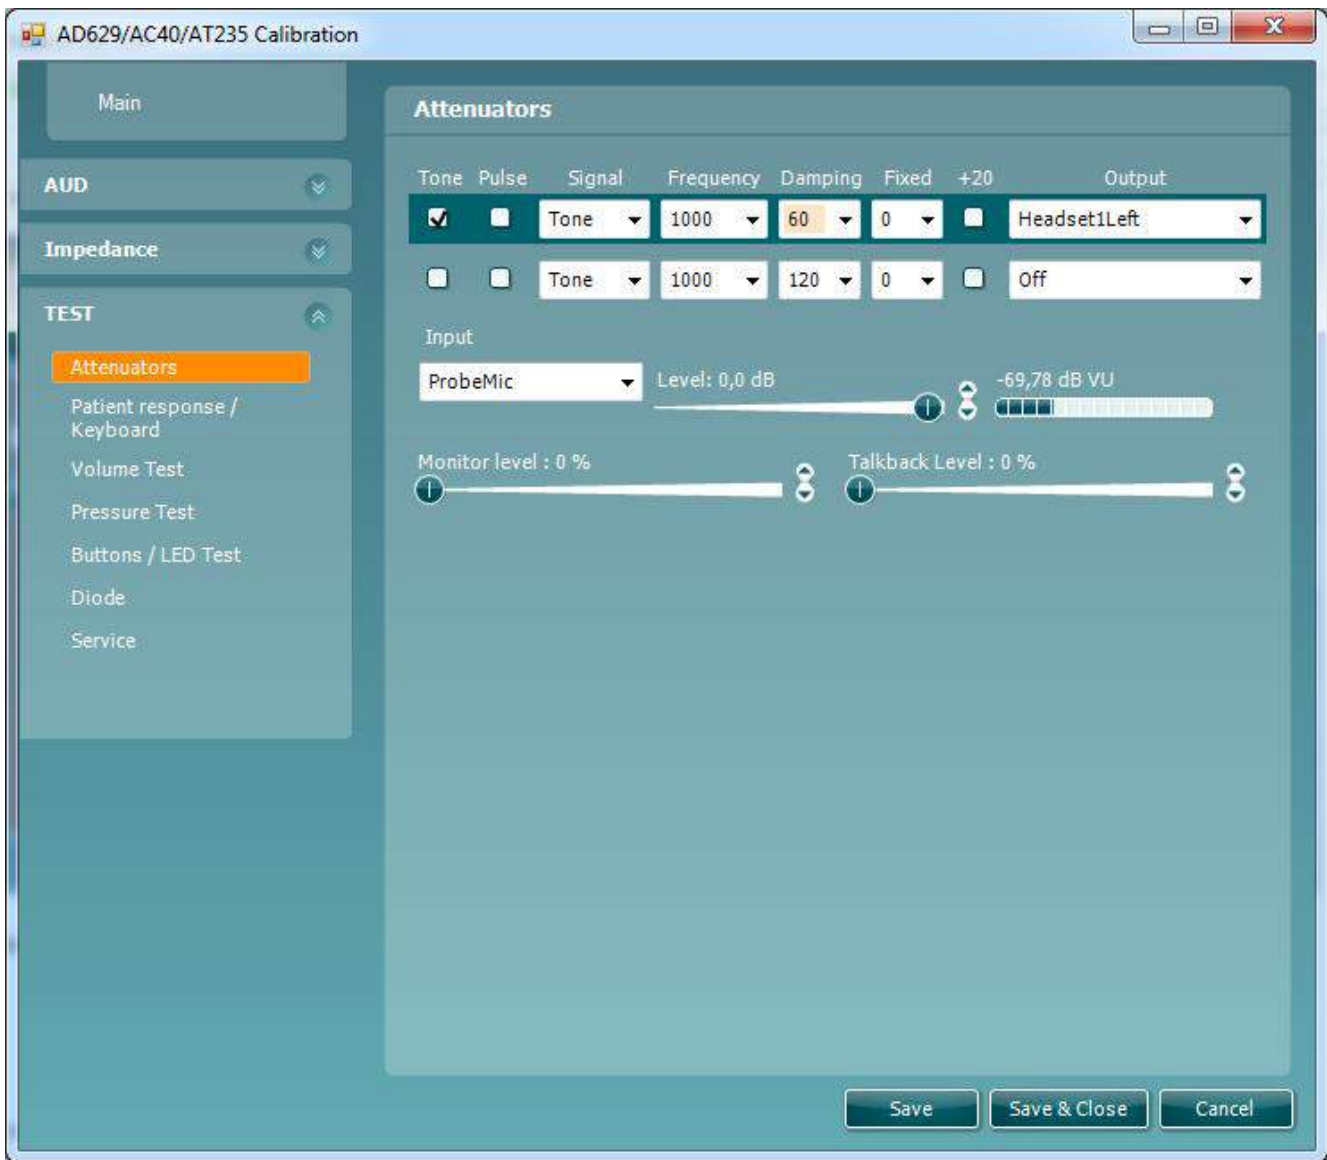 AD629/AC40/AT235 Calibration
Main
AUD
Impedance
TEST
Attenuators
Patient response /
Keyboard
Volume Test
Pressure Test
Buttons / LED Test
Diode
Service
Attenuators
Tone Pulse Signal Frequency Damping Fixed +20 Output
Tone 1000 60 0 Headset1Left
Tone 1000 120 0 Off
Input
ProbeMic Level: 0,0 dB -69,78 dB VU
Monitor level : 0 % Talkback Level : 0 %
Save Save & Close Cancel